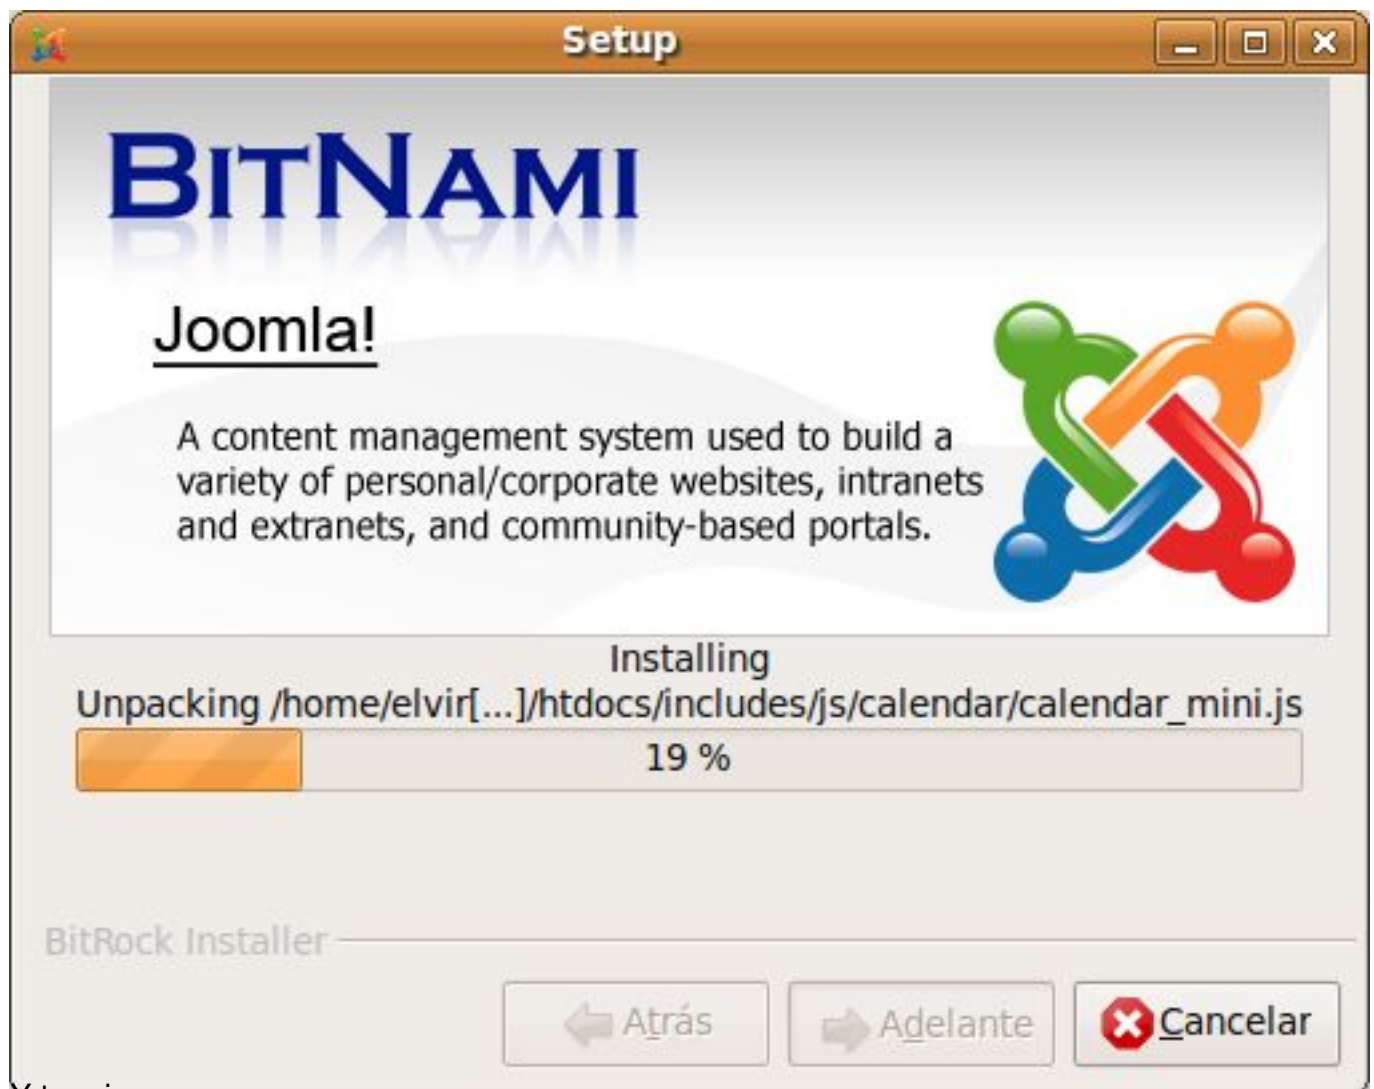 Setup
BITNAMI
Joomla!
A content management system used to build a
variety of personal/corporate websites, intranets
and extranets, and community-based portals.
Installing
Unpacking /home/elvir[...]/htdocs/includes/js/calendar/calendar_mini.js
19 %
BitRock Installer
Atrás Adelante Cancelar